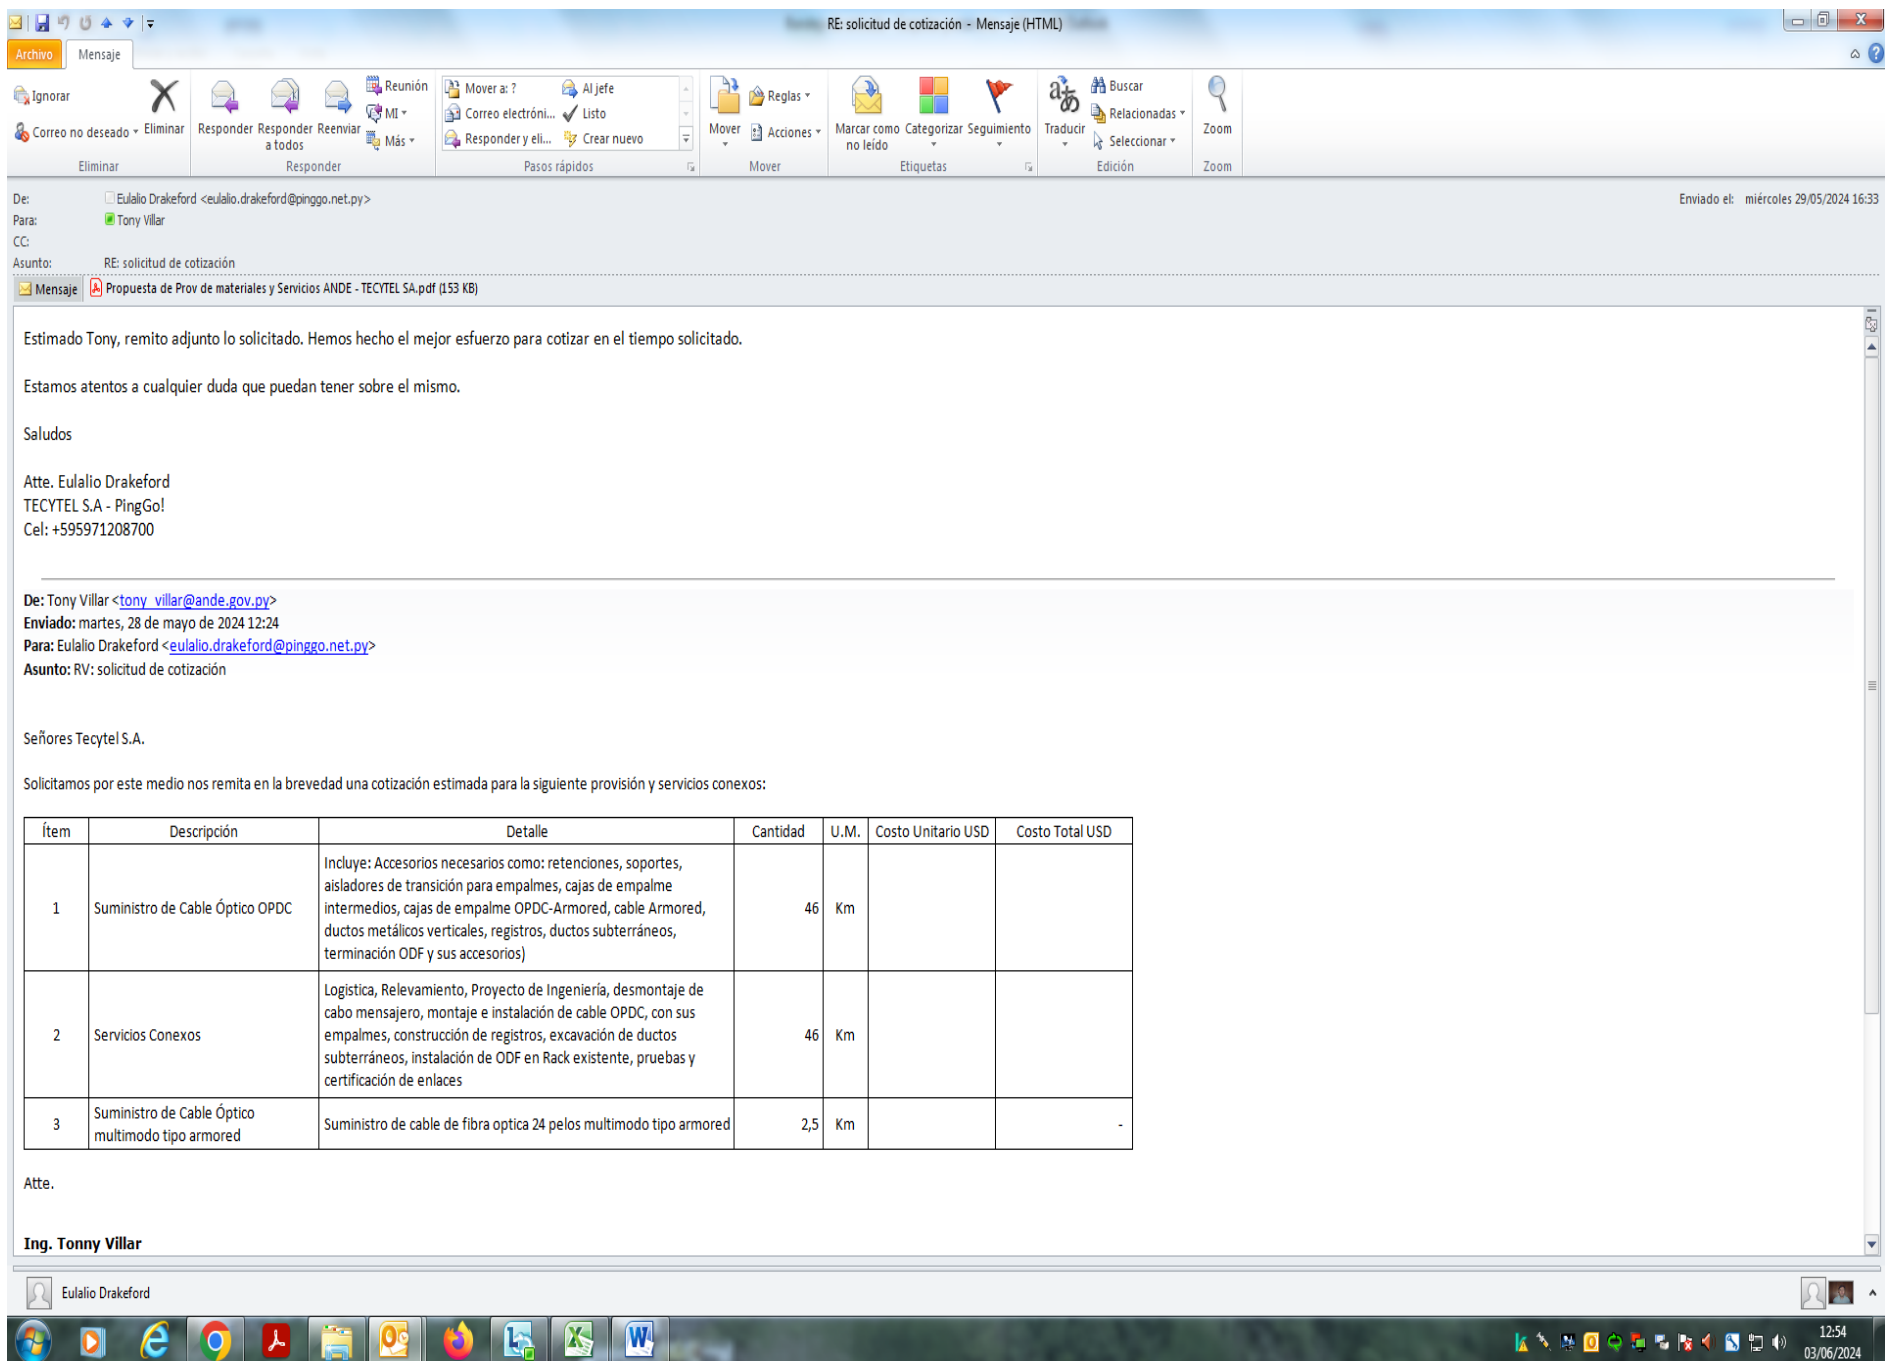 RE: solicitud de cotización - Mensaje (HTML)
Archivo
Mensaje
Ignorar
Correo no deseado
Eliminar
Eliminar
Responder
Responder a todos
Reenviar
Reunión
MI
Más
Responder
Mover a: ?
Al jefe
Correo electróni...
Listo
Responder y eli...
Crear nuevo
Pasos rápidos
Mover
Reglas
Acciones
Mover
Marcar como no leído
Categorizar
Seguimiento
Etiquetas
Traducir
Buscar
Relacionadas
Seleccionar
Edición
Zoom
Zoom
De: Eulalio Drakeford <eulalio.drakeford@pinggo.net.py>
Enviado el: miércoles 29/05/2024 16:33
Para: Tony Villar
CC:
Asunto: RE: solicitud de cotización
Mensaje
Propuesta de Prov de materiales y Servicios ANDE - TECYTEL SA.pdf (153 KB)
Estimado Tony, remito adjunto lo solicitado. Hemos hecho el mejor esfuerzo para cotizar en el tiempo solicitado.
Estamos atentos a cualquier duda que puedan tener sobre el mismo.
Saludos
Atte. Eulalio Drakeford
TECYTEL S.A - PingGo!
Cel: +595971208700
De: Tony Villar <tony_villar@ande.gov.py>
Enviado: martes, 28 de mayo de 2024 12:24
Para: Eulalio Drakeford <eulalio.drakeford@pinggo.net.py>
Asunto: RV: solicitud de cotización
Señores Tecytel S.A.
Solicitamos por este medio nos remita en la brevedad una cotización estimada para la siguiente provisión y servicios conexos:
Ítem Descripción Detalle Cantidad U.M. Costo Unitario USD Costo Total USD
1 Suministro de Cable Óptico OPDC
Incluye: Accesorios necesarios como: retenciones, soportes,
aisladores de transición para empalmes, cajas de empalme
intermedios, cajas de empalme OPDC-Armored, cable Armored,
ductos metálicos verticales, registros, ductos subterráneos,
terminación ODF y sus accesorios)
46 Km
2 Servicios Conexos
Logistica, Relevamiento, Proyecto de Ingeniería, desmontaje de
cabo mensajero, montaje e instalación de cable OPDC, con sus
empalmes, construcción de registros, excavación de ductos
subterráneos, instalación de ODF en Rack existente, pruebas y
certificación de enlaces
46 Km
3 Suministro de Cable Óptico
multimodo tipo armored
Suministro de cable de fibra optica 24 pelos multimodo tipo armored
2,5 Km -
Atte.
Ing. Tonny Villar
Eulalio Drakeford
12:54
03/06/2024